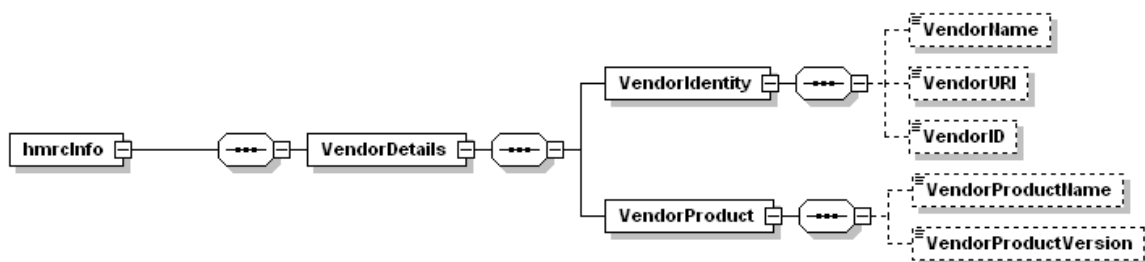 VendorName
VendorIdentity
VendorURI
hmrcInfo
VendorDetails
VendorID
VendorProductName
VendorProduct
VendorProductVersion